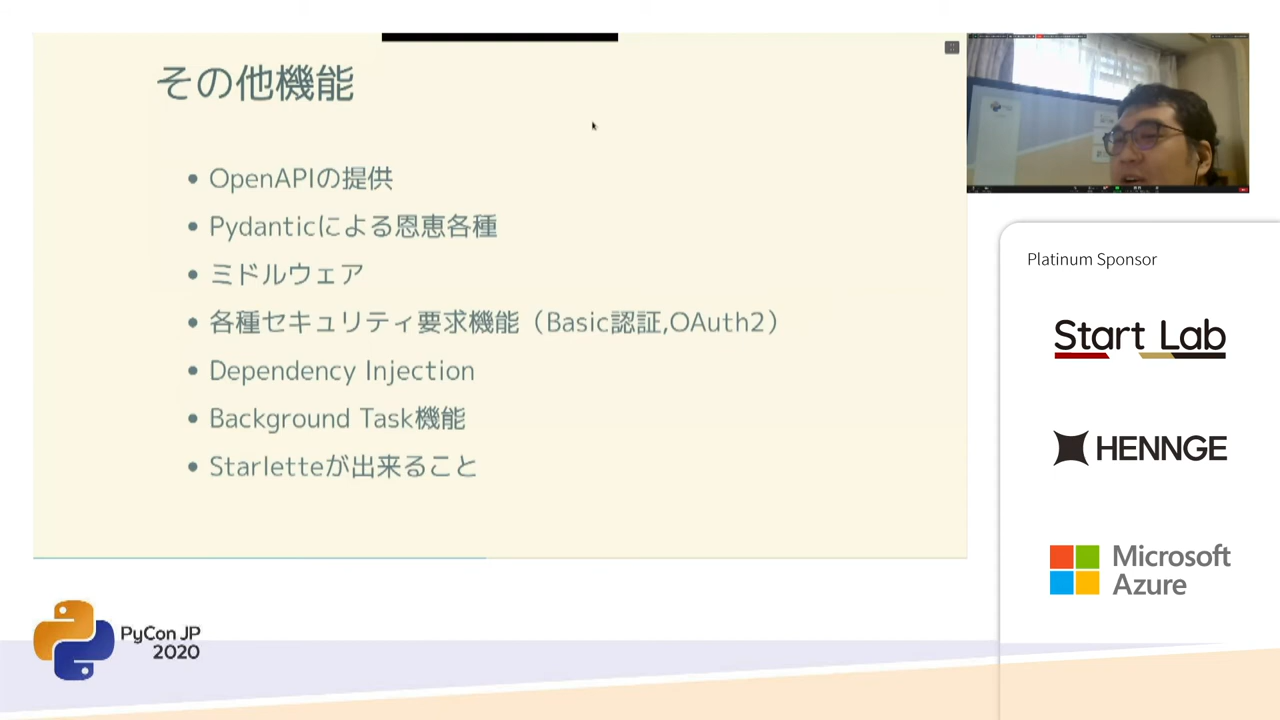 その他機能
OpenAPIの提供
Pydanticによる恩恵各種
ミドルウェア
各種セキュリティ要求機能（Basic認証,OAuth2）
Dependency Injection
Background Task機能
Starletteが出来ること
Platinum Sponsor
Start Lab
HENNGE
Microsoft
Azure
PyCon JP
2020